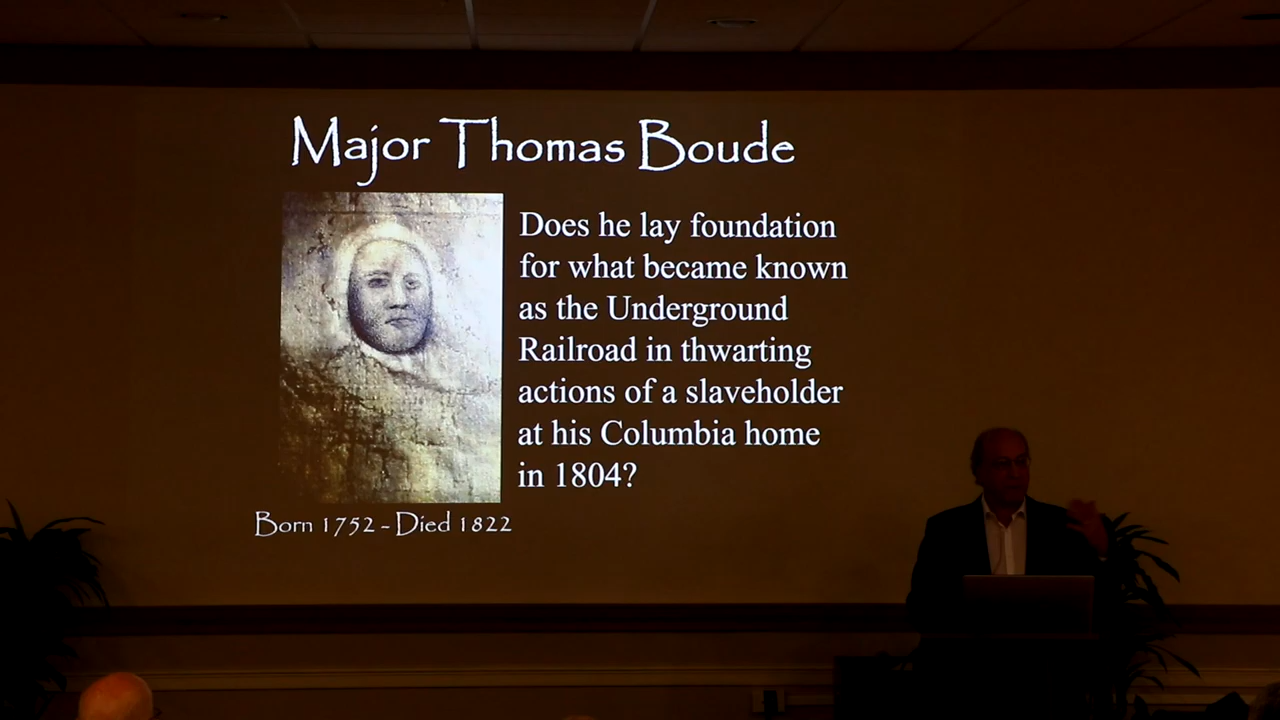 Major Thomas Boude
Does he lay foundation
for what became known
as the Underground
Railroad in thwarting
actions of a slaveholder
at his Columbia home
in 1804?
Born 1752 - Died 1822